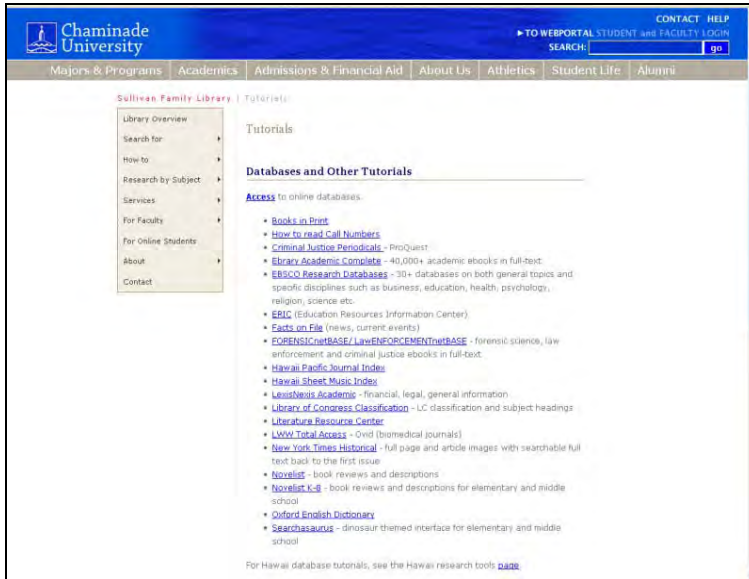 CONTACT HELP
Chaminade
University
►TO WEBPORTAL STUDENT and FACULTY LOGIN
SEARCH: go
Majors & Programs Academics Admissions & Financial Aid About Us Athletics Student Life Alumni
Sullivan Family Library | Tutorials
Library Overview
Search for
How to
Research by Subject
Services
For Faculty
For Online Students
About
Contact
Tutorials
Databases and Other Tutorials
Access to online databases.
• Books in Print
• How to read Call Numbers
• Criminal Justice Periodicals - ProQuest
• Ebrary Academic Complete - 40,000+ academic ebooks in full-text
• EBSCO Research Databases - 30+ databases on both general topics and
specific disciplines such as business, education, health, psychology,
religion, science etc.
• ERIC (Education Resources Information Center)
• Facts on File (news, current events)
• FORENSICnetBASE/ LawENFORCEMENTnetBASE - forensic science, law
enforcement and criminal justice ebooks in full-text
• Hawaii Pacific Journal Index
• Hawaii Sheet Music Index
• LexisNexis Academic - financial, legal, general information
• Library of Congress Classification - LC classification and subject headings
• Literature Resource Center
• LWW Total Access - Ovid (biomedical journals)
• New York Times Historical - full page and article images with searchable full
text back to the first issue
• Novelist - book reviews and descriptions
• Novelist K-8 - book reviews and descriptions for elementary and middle
school
• Oxford English Dictionary
• Searchasaurus - dinosaur themed interface for elementary and middle
school
For Hawaii database tutorials, see the Hawaii research tools page.